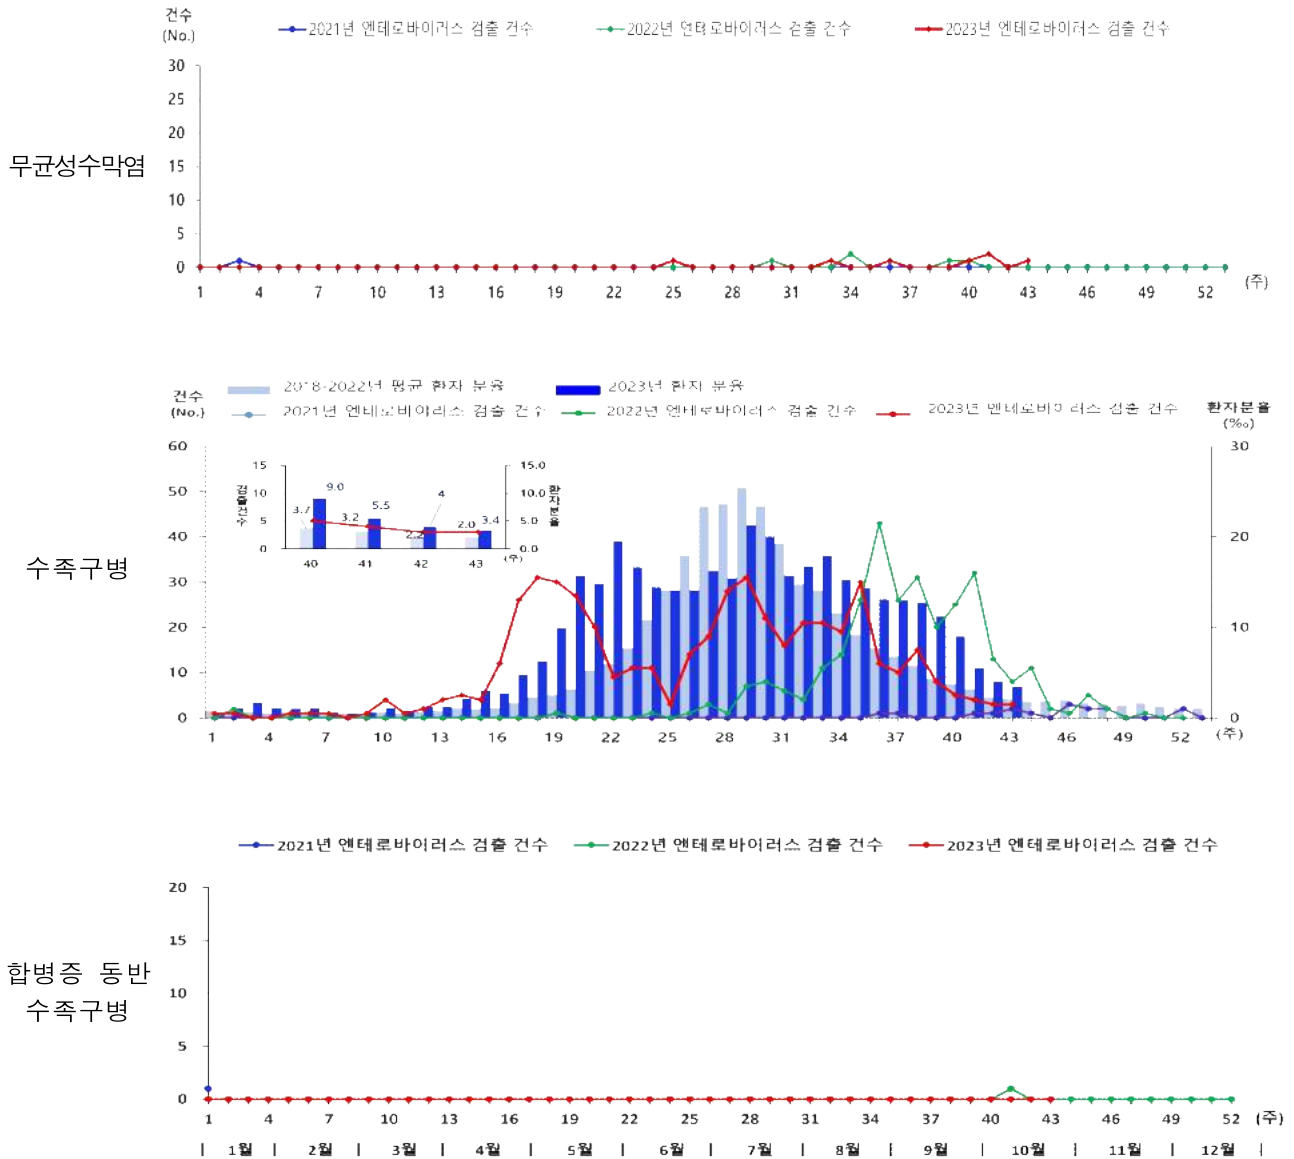 건수
(No.)
2021년 엔테로바이러스 검출 건수 2022년 엔테로바이러스 검출 건수 2023년 엔테로바이러스 검출 건수
30
25
20
무균성수막염
15
10
5
0
1 4 7 10 13 16 19 22 25 28 31 34 37 40 43 46 49 52 (주)
2018-2022년 평균 환자 분율 2023년 환자 분율
건수
(No.)
2021년 엔테로바이러스 검출 건수 2022년 엔테로바이러스 검출 건수 2023년 엔테로바이러스 검출 건수
환자분율
(‰)
60 30
15 15.0
검출건수 환자분율
9.0 4
50 10 10.0
3.7 3.2 5.5 2.2 2.0 3.4
40 5 5.0 20
0 0.0
40 41 42 43 (주)
수족구병
30
20 10
10
0 0
1 4 7 10 13 16 19 22 25 28 31 34 37 40 43 46 49 52 (주)
2021년 엔테로바이러스 검출 건수 2022년 엔테로바이러스 검출 건수 2023년 엔테로바이러스 검출 건수
20
15
합병증 동반
수족구병
10
5
0
1 4 7 10 13 16 19 22 25 28 31 34 37 40 43 46 49 52 (주)
1월 2월 3월 4월 5월 6월 7월 8월 9월 10월 11월 12월